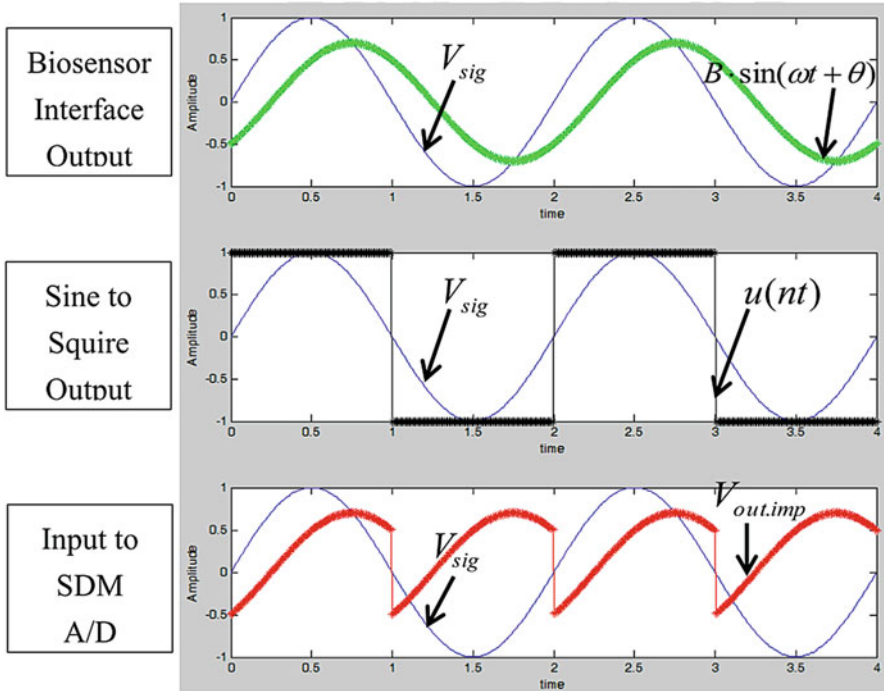 Biosensor
Interface
Output
Amplitude
1
0.5
0
-0.5
-1
V sig
B·sin(ωt + θ)
0 0.5 1 1.5 2 2.5 3 3.5 4
time
Sine to
Squire
Output
Amplitude
1
0.5
0
-0.5
-1
V sig
u(nt)
0 0.5 1 1.5 2 2.5 3 3.5 4
time
Input to
SDM
A/D
Amplitude
1
0.5
0
-0.5
-1
V sig
V out.imp
0 0.5 1 1.5 2 2.5 3 3.5 4
time